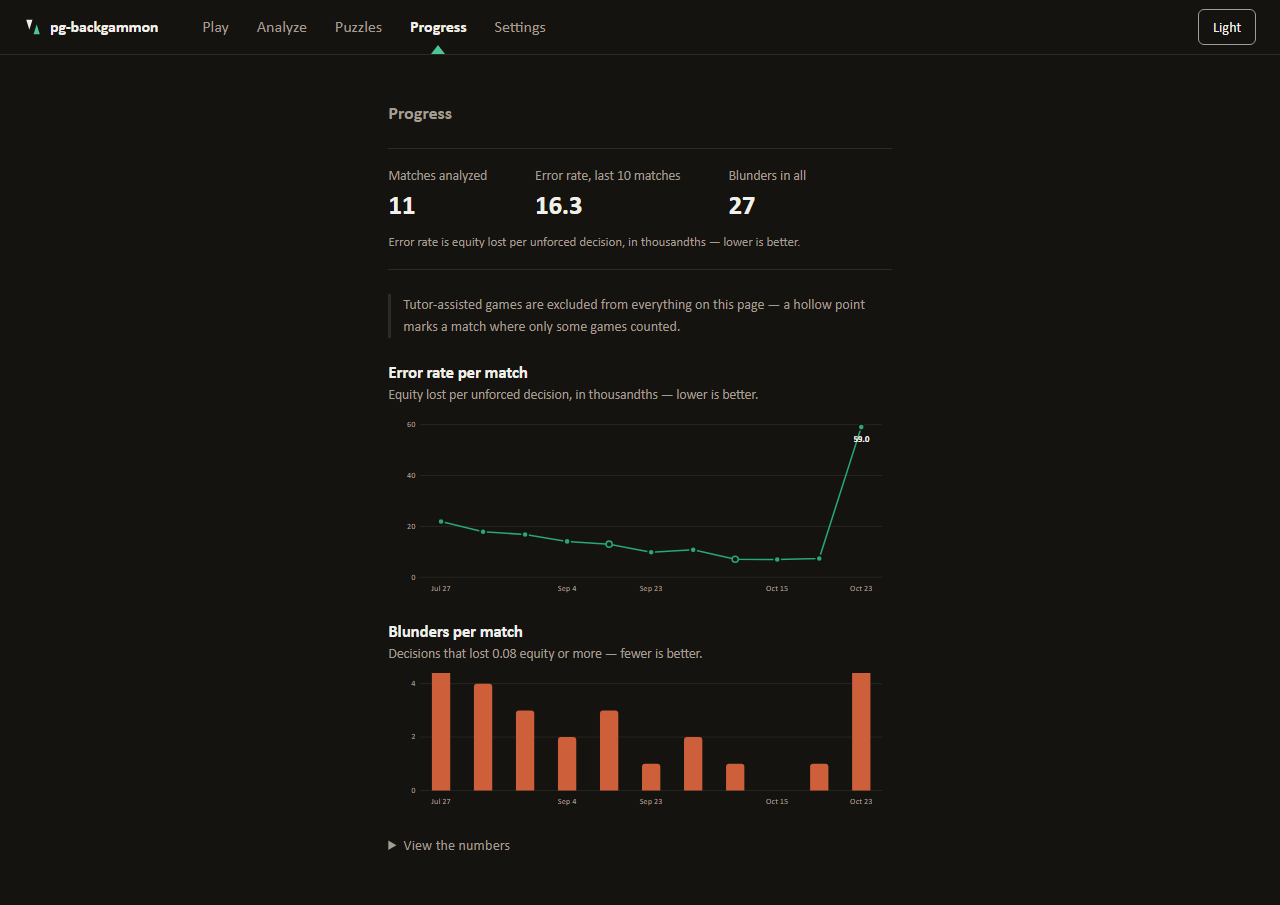 pg-backgammon Play Analyze Puzzles Progress Settings Light
Progress
Matches analyzed Error rate, last 10 matches Blunders in all
11 16.3 27
Error rate is equity lost per unforced decision, in thousandths — lower is better.
Tutor-assisted games are excluded from everything on this page — a hollow point
marks a match where only some games counted.
Error rate per match
Equity lost per unforced decision, in thousandths — lower is better.
60
59.0
40
20
0
Jul 27 Sep 4 Sep 23 Oct 15 Oct 23
Blunders per match
Decisions that lost 0.08 equity or more — fewer is better.
4
2
0
Jul 27 Sep 4 Sep 23 Oct 15 Oct 23
View the numbers